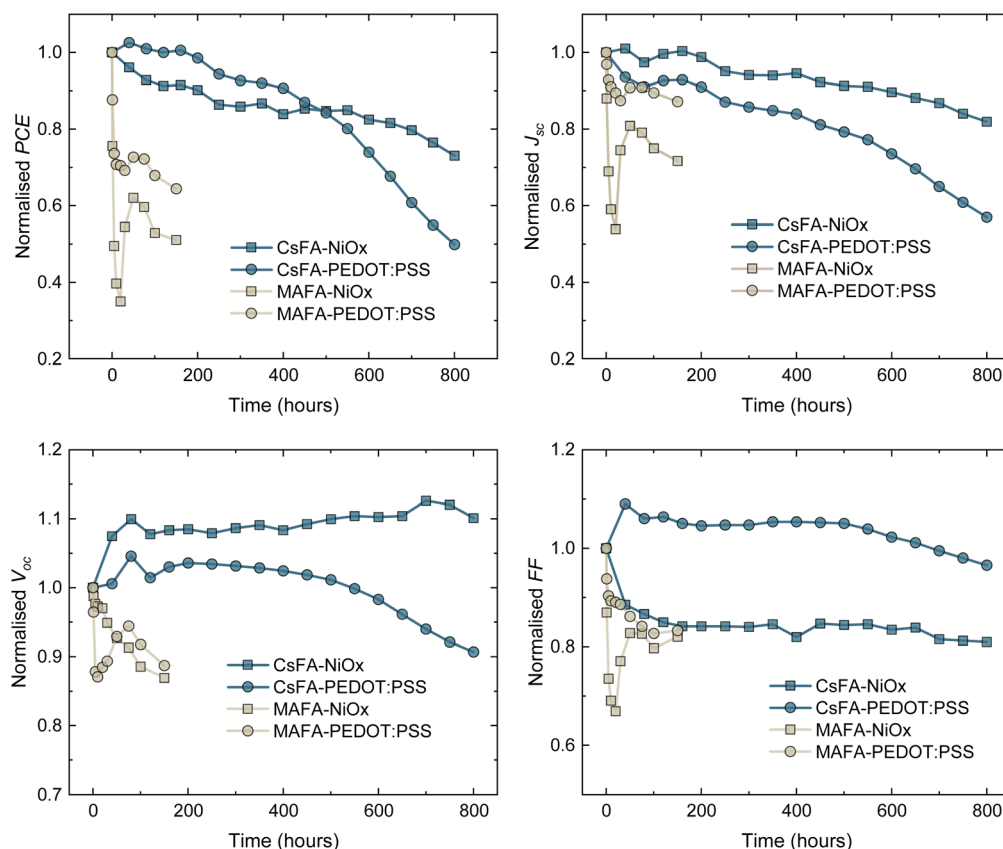 Normalised PCE
1.0
0.8
0.6
0.4
0.2
CsFA-NiOx
CsFA-PEDOT:PSS
MAFA-NiOx
MAFA-PEDOT:PSS
0
200
400
600
800
Time (hours)
Normalised Jsc
1.0
0.8
0.6
0.4
0.2
CsFA-NiOx
CsFA-PEDOT:PSS
MAFA-NiOx
MAFA-PEDOT:PSS
0
200
400
600
800
Time (hours)
Normalised Voc
1.2
1.1
1.0
0.9
0.8
0.7
CsFA-NiOx
CsFA-PEDOT:PSS
MAFA-NiOx
MAFA-PEDOT:PSS
0
200
400
600
800
Time (hours)
Normalised FF
1.2
1.0
0.8
0.6
CsFA-NiOx
CsFA-PEDOT:PSS
MAFA-NiOx
MAFA-PEDOT:PSS
0
200
400
600
800
Time (hours)